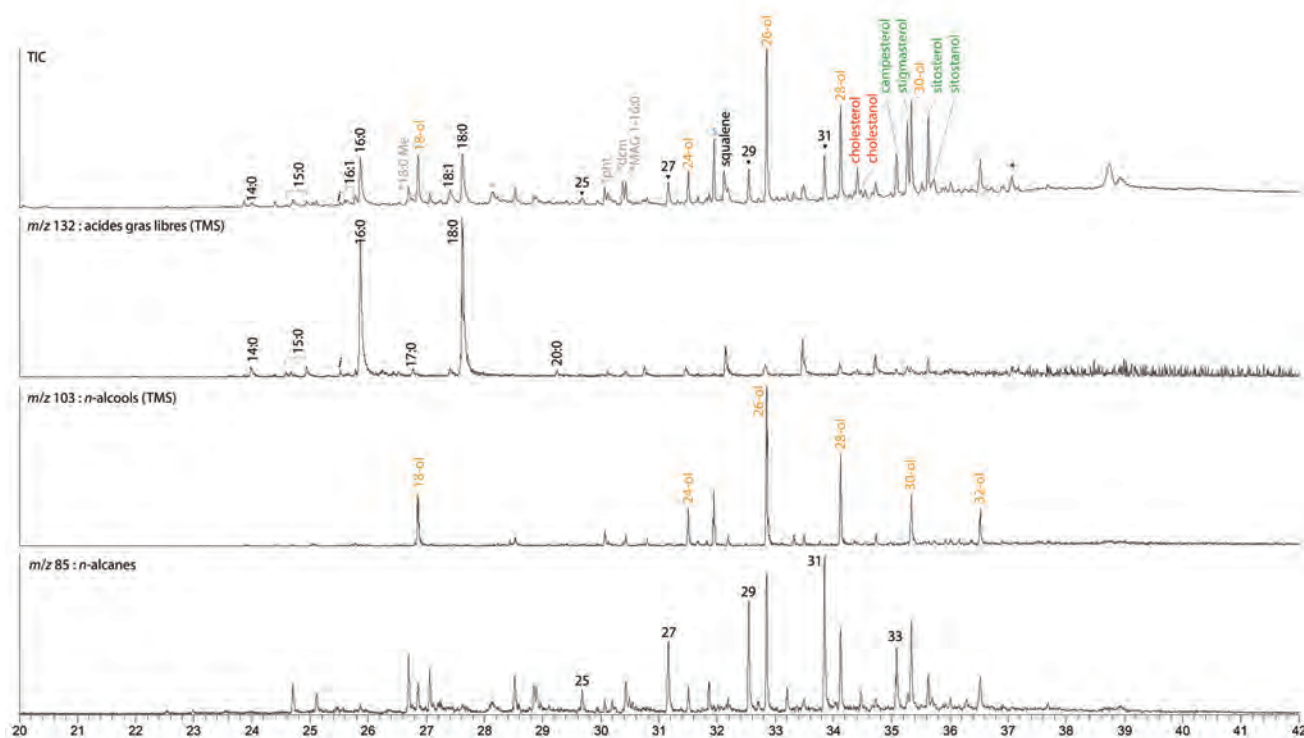 TIC
14:0
15:0
16:1
16:0
*18:0 Me
18-ol
18:1
18:0
25
*pht
*dcm
*MAG 1-16:0
27
24-ol
squalene
29
26-ol
31
28-ol
cholesterol
cholestanol
campesterol
stigmasterol
30-ol
sitosterol
sitostanol
m/z 132 : acides gras libres (TMS)
14:0
15:0
i
16:0
17:0
18:0
20:0
m/z 103 : n-alcools (TMS)
18-ol
24-ol
26-ol
28-ol
30-ol
32-ol
m/z 85 : n-alcanes
25
27
29
31
33
20 21 22 23 24 25 26 27 28 29 30 31 32 33 34 35 36 37 38 39 40 41 42